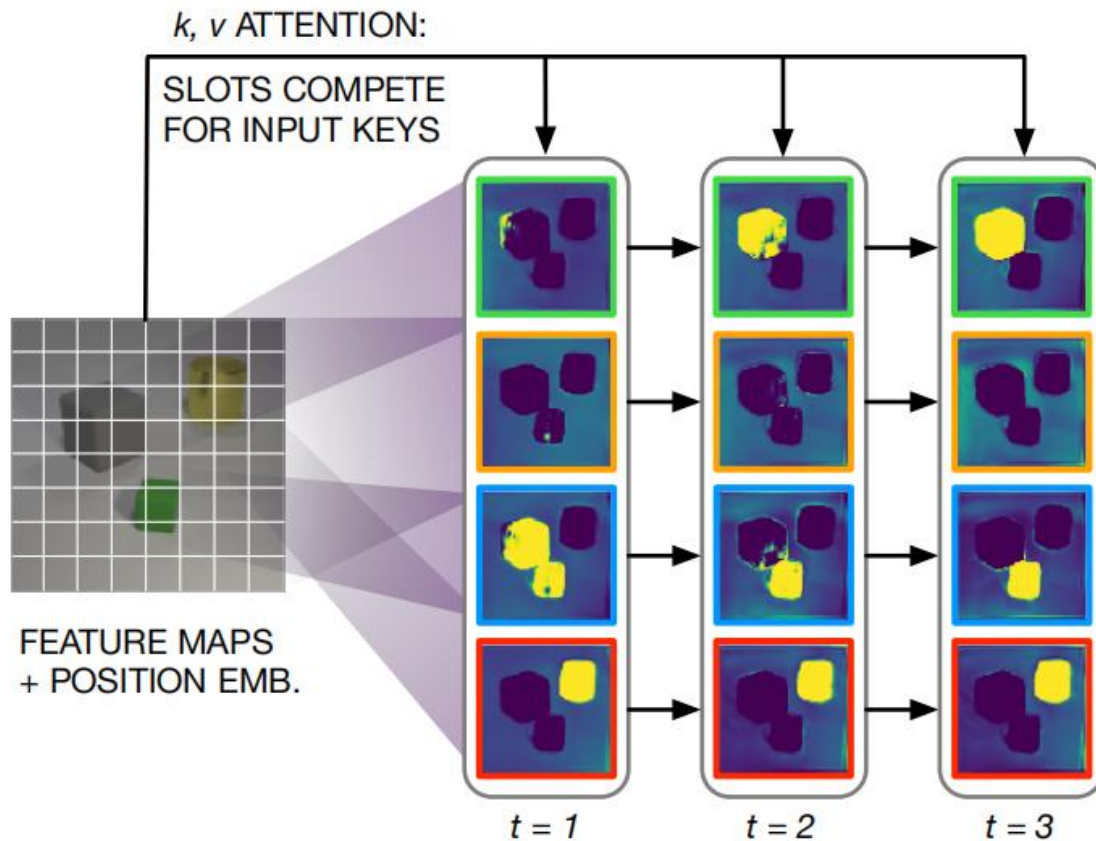 k, v ATTENTION:
SLOTS COMPETE
FOR INPUT KEYS
FEATURE MAPS
+ POSITION EMB.
t = 1
t = 2
t = 3